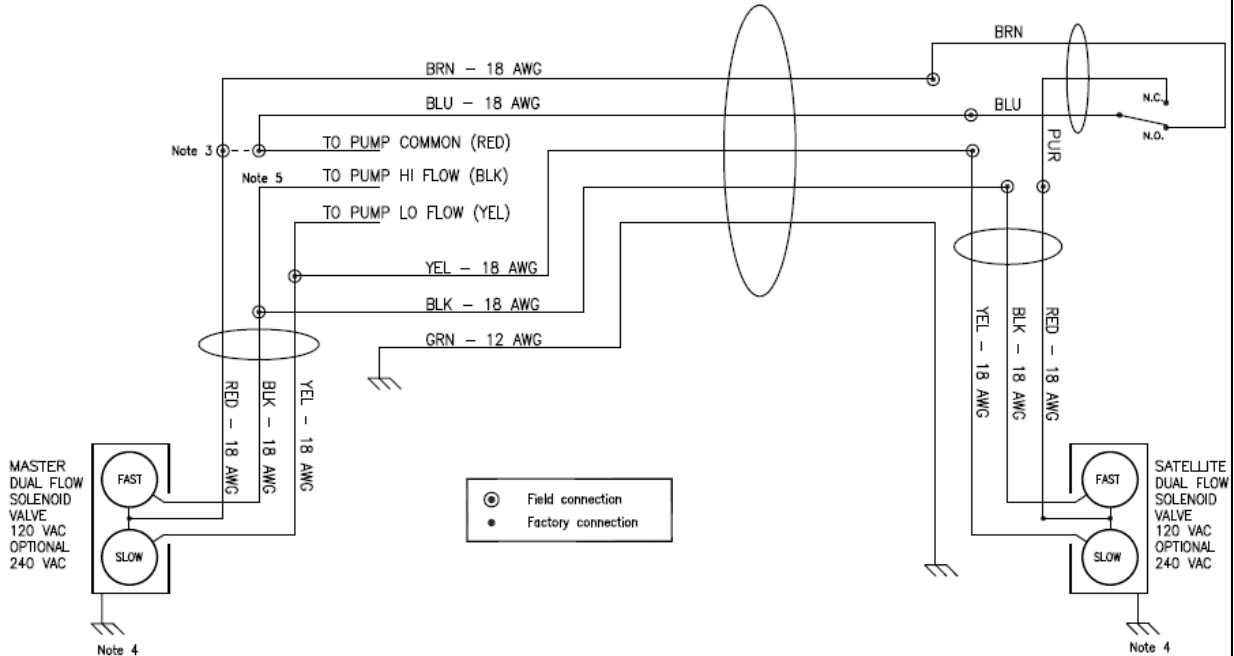 BRN
BRN – 18 AWG
BLU – 18 AWG
BLU
N.C.
N.O.
PUR
Note 3
TO PUMP COMMON (RED)
Note 5
TO PUMP HI FLOW (BLK)
TO PUMP LO FLOW (YEL)
YEL – 18 AWG
BLK – 18 AWG
GRN – 12 AWG
RED – 18 AWG
BLK – 18 AWG
YEL – 18 AWG
YEL – 18 AWG
BLK – 18 AWG
RED – 18 AWG
MASTER
DUAL FLOW
SOLENOID
VALVE
120 VAC
OPTIONAL
240 VAC
FAST
SLOW
Note 4
Field connection
Factory connection
FAST
SLOW
SATELLITE
DUAL FLOW
SOLENOID
VALVE
120 VAC
OPTIONAL
240 VAC
Note 4